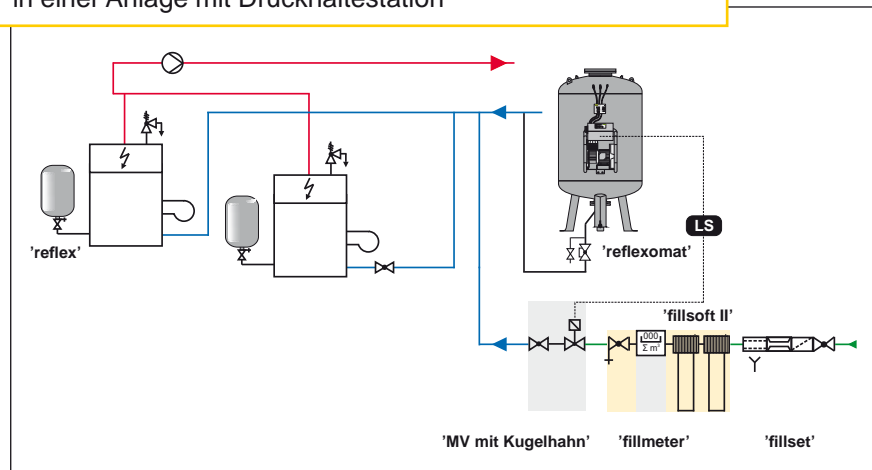 in einer Anlage mit Druckhaltestation
'reflex'
'reflexomat'
LS
'fillsoft II'
000
Σ m³
'MV mit Kugelhahn'
'fillmeter'
'fillset'